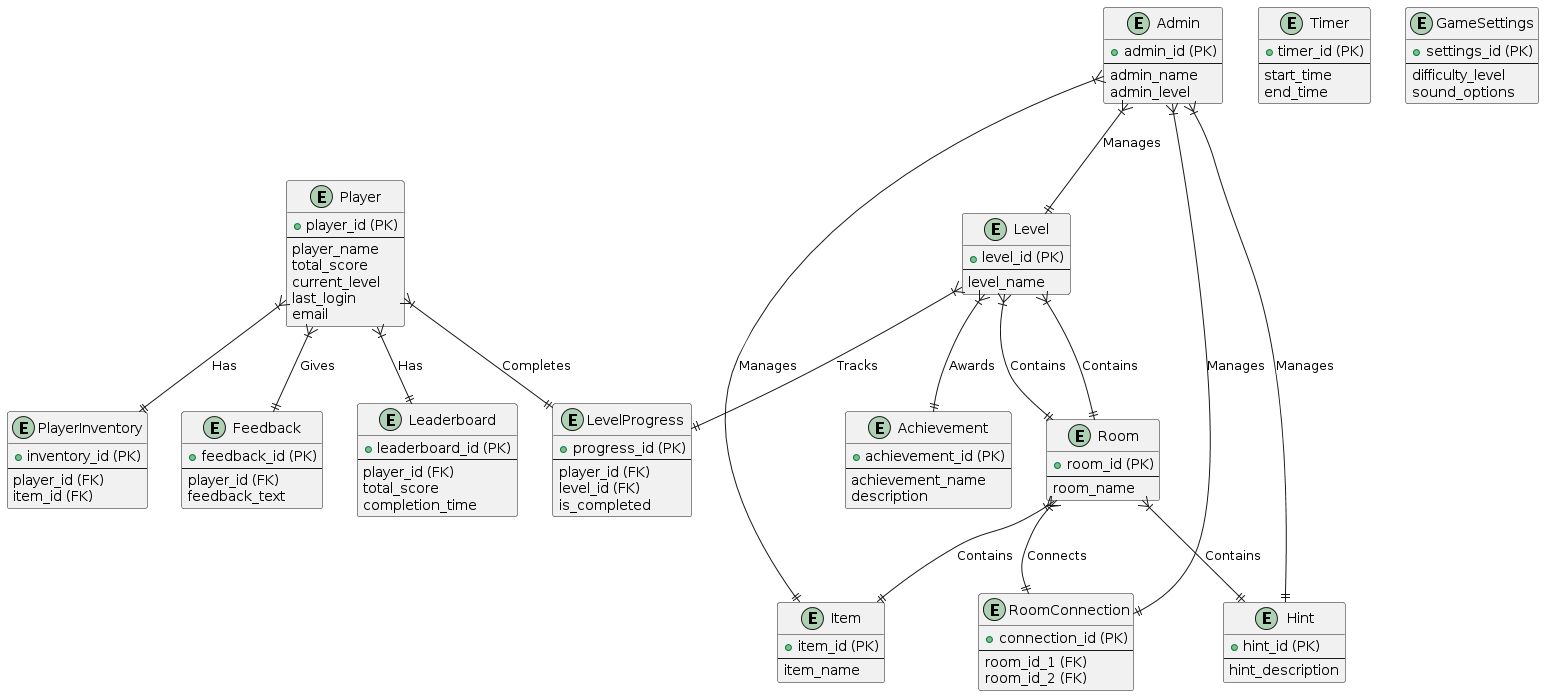 E Admin
admin_id (PK)
admin_name
admin_level
E Timer
timer_id (PK)
start_time
end_time
E GameSettings
settings_id (PK)
difficulty_level
sound_options
Manages
E Player
player_id (PK)
player_name
total_score
current_level
last_login
email
E Level
level_id (PK)
level_name
Has
Gives
Has
Completes
Tracks
Manages
Awards
Contains
Contains
Manages
Manages
E PlayerInventory
inventory_id (PK)
player_id (FK)
item_id (FK)
E Feedback
feedback_id (PK)
player_id (FK)
feedback_text
E Leaderboard
leaderboard_id (PK)
player_id (FK)
total_score
completion_time
E LevelProgress
progress_id (PK)
player_id (FK)
level_id (FK)
is_completed
E Achievement
achievement_id (PK)
achievement_name
description
E Room
room_id (PK)
room_name
Contains
Connects
Contains
E Item
item_id (PK)
item_name
E RoomConnection
connection_id (PK)
room_id_1 (FK)
room_id_2 (FK)
E Hint
hint_id (PK)
hint_description